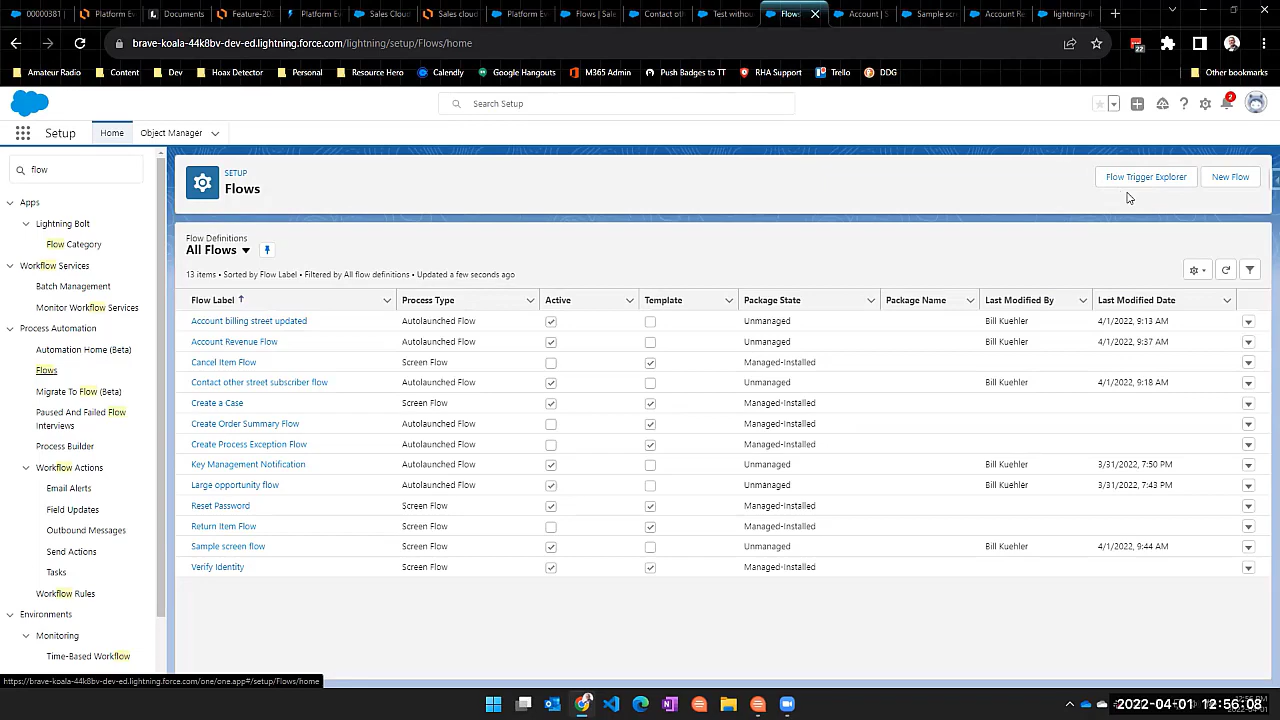 00000381
Platform Ev
Documents
Feature-20
Platform E
Sales Cloud
Sales cloud
Platform Ev
Flows | Sale
Contact ot
Test withou
Flows
Account | S
Sample scr
Account Re
lightning-fl
brave-koala-44k8bv-dev-ed.lightning.force.com/lightning/setup/Flows/home
22
Amateur Radio
Content
Dev
Hoax Detector
Personal
Resource Hero
Calendly
Google Hangouts
M365 Admin
Push Badges to TT
RHA Support
Trello
DDG
Other bookmarks
Search Setup
2
Setup
Home
Object Manager
flow
Apps
Lightning Bolt
Flow Category
Workflow Services
Batch Management
Monitor Workflow Services
Process Automation
Automation Home (Beta)
Flows
Migrate To Flow (Beta)
Paused And Failed Flow
Interviews
Process Builder
Workflow Actions
Email Alerts
Field Updates
Outbound Messages
Send Actions
Tasks
Workflow Rules
Environments
Monitoring
Time-Based Workflow
SETUP
Flows
Flow Trigger Explorer
New Flow
Flow Definitions
All Flows
13 items • Sorted by Flow Label • Filtered by All flow definitions • Updated a few seconds ago
Flow Label ↑ Process Type Active Template Package State Package Name Last Modified By Last Modified Date
Account billing street updated Autolaunched Flow Unmanaged Bill Kuehler 4/1/2022, 9:13 AM
Account Revenue Flow Autolaunched Flow Unmanaged Bill Kuehler 4/1/2022, 9:37 AM
Cancel Item Flow Screen Flow Managed-Installed
Contact other street subscriber flow Autolaunched Flow Unmanaged Bill Kuehler 4/1/2022, 9:18 AM
Create a Case Screen Flow Managed-Installed
Create Order Summary Flow Autolaunched Flow Managed-Installed
Create Process Exception Flow Autolaunched Flow Managed-Installed
Key Management Notification Autolaunched Flow Unmanaged Bill Kuehler 3/31/2022, 7:50 PM
Large opportunity flow Autolaunched Flow Unmanaged Bill Kuehler 3/31/2022, 7:43 PM
Reset Password Screen Flow Managed-Installed
Return Item Flow Screen Flow Managed-Installed
Sample screen flow Screen Flow Unmanaged Bill Kuehler 4/1/2022, 9:44 AM
Verify Identity Screen Flow Managed-Installed
https://brave-koala-44k8bv-dev-ed.lightning.force.com/one/one.app#/setup/Flows/home
2022-04-01 12:56:08